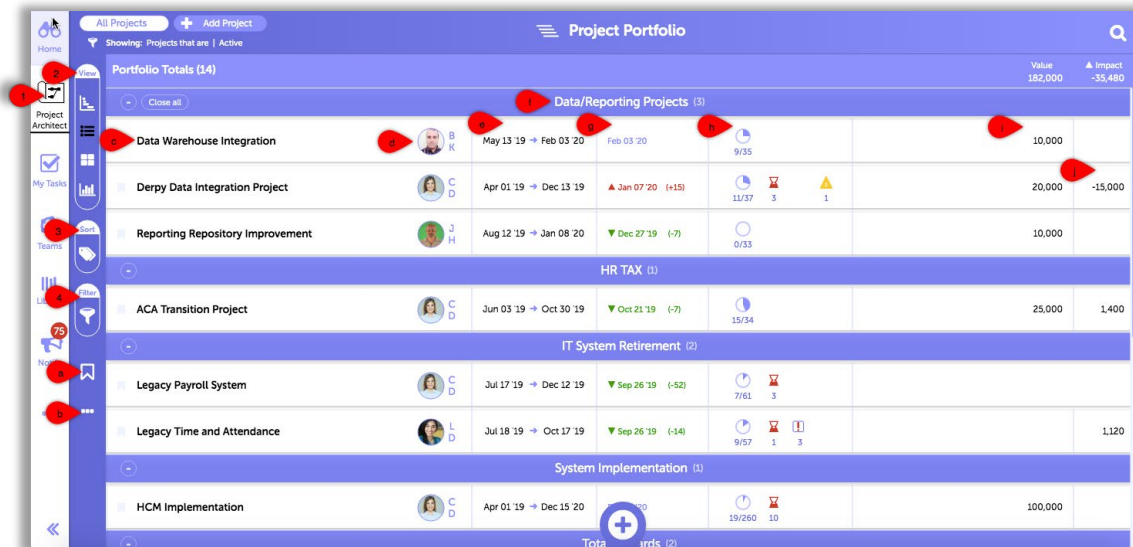 All Projects
Add Project
Showing: Projects that are | Active
Project Portfolio
Home
1
Project
Architect
My Tasks
Teams
75
2
View
3
Sort
4
Filter
a
b
Portfolio Totals (14)
Value
182,000
▲ Impact
-35,480
- Close all
f
Data/Reporting Projects (3)
c
Data Warehouse Integration
d
B
K
e
May 13 '19 → Feb 03 '20
g
Feb 03 '20
h
9/35
i
10,000
j
Derpy Data Integration Project
C
D
Apr 01 '19 → Dec 13 '19
▲ Jan 07 '20 (+15)
11/37 3 1
20,000
-15,000
Reporting Repository Improvement
J
H
Aug 12 '19 → Jan 08 '20
▼ Dec 27 '19 (-7)
0/33
10,000
- HR TAX (1)
ACA Transition Project
C
D
Jun 03 '19 → Oct 30 '19
▼ Oct 21 '19 (-7)
15/34
25,000
1,400
- IT System Retirement (2)
Legacy Payroll System
C
D
Jul 17 '19 → Dec 12 '19
▼ Sep 26 '19 (-52)
7/61 3
Legacy Time and Attendance
L
D
Jul 18 '19 → Oct 17 '19
▼ Sep 26 '19 (-14)
9/57 1 3
1,120
- System Implementation (1)
HCM Implementation
C
D
Apr 01 '19 → Dec 15 '20
19/260 10
100,000
(2)